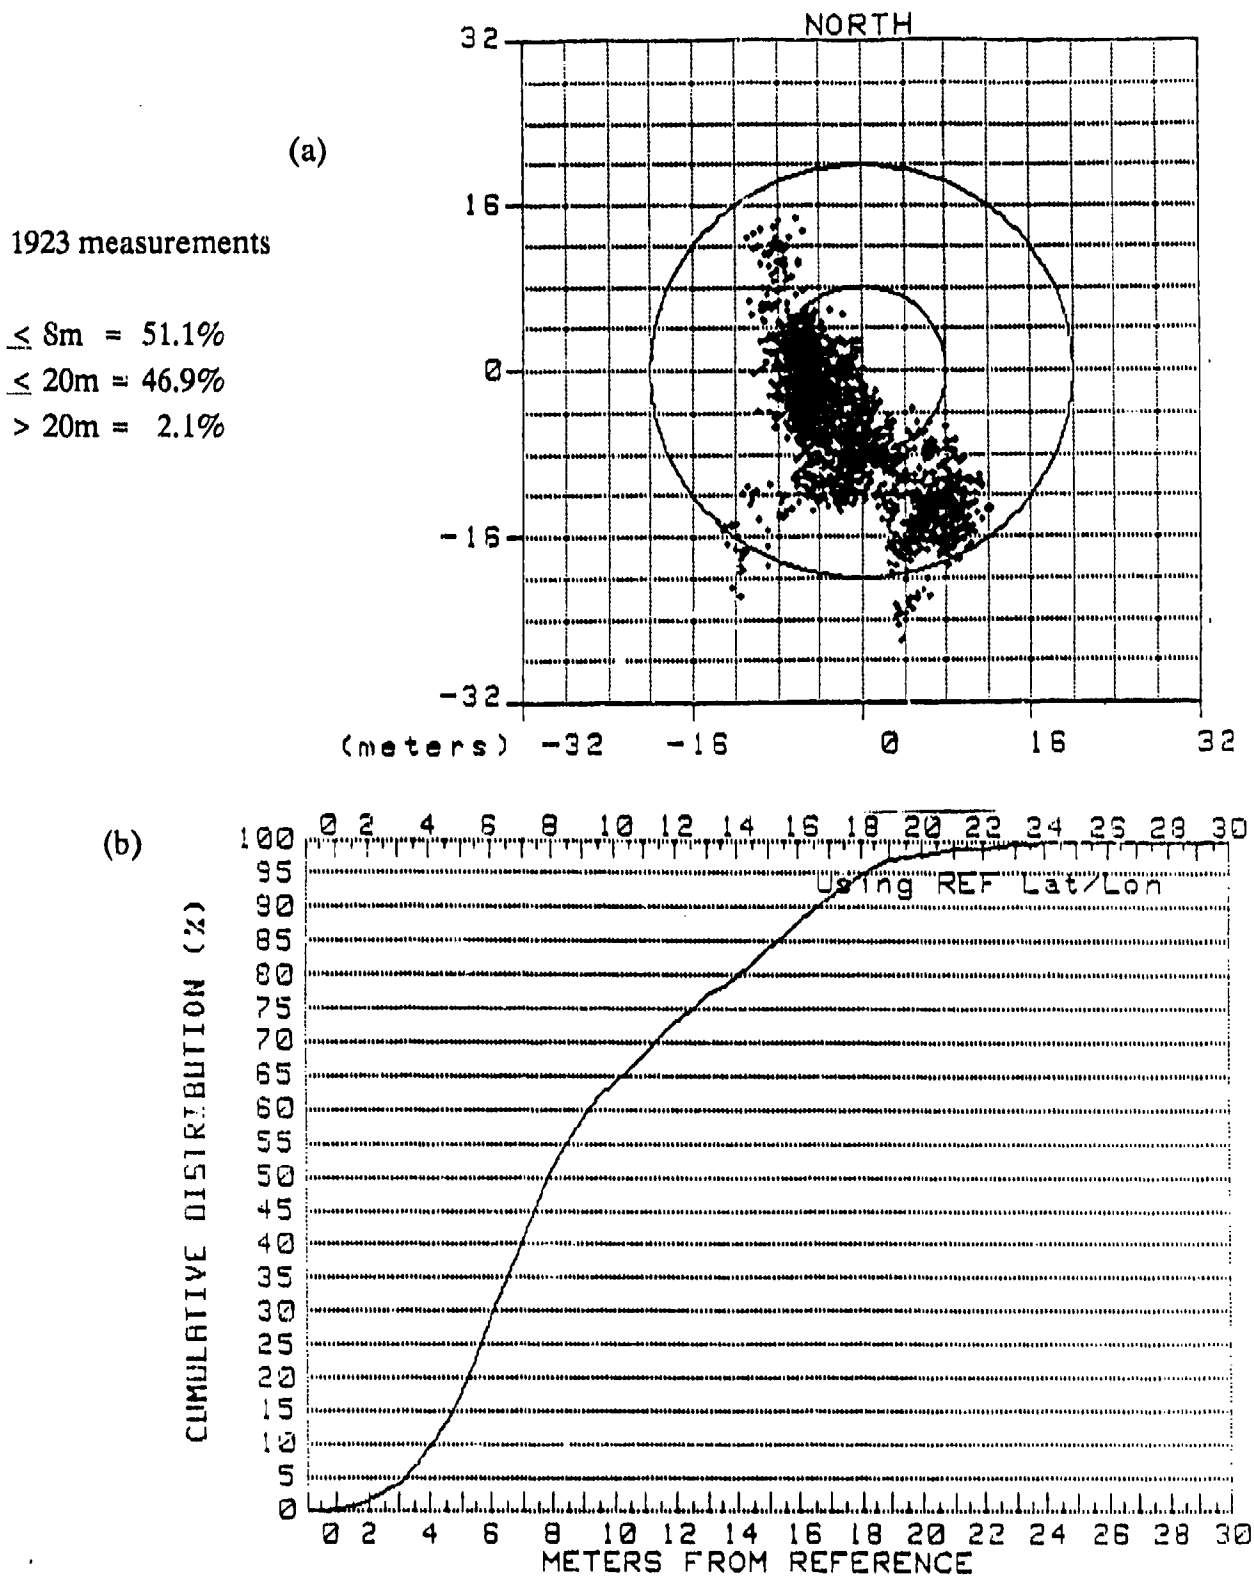 NORTH
32
(a)
16
1923 measurements
≤ 8m = 51.1%
≤ 20m = 46.9%
> 20m = 2.1%
0
-16
-32
(meters) -32 -16 0 16 32
(b)
0 2 4 6 8 10 12 14 16 18 20 22 24 26 28 30
100
Using REF Lat/Lon
95
90
85
80
75
70
65
60
55
50
45
40
35
30
25
20
15
10
5
0
CUMULATIVE DISTRIBUTION (%)
0 2 4 6 8 10 12 14 16 18 20 22 24 26 28 30
METERS FROM REFERENCE